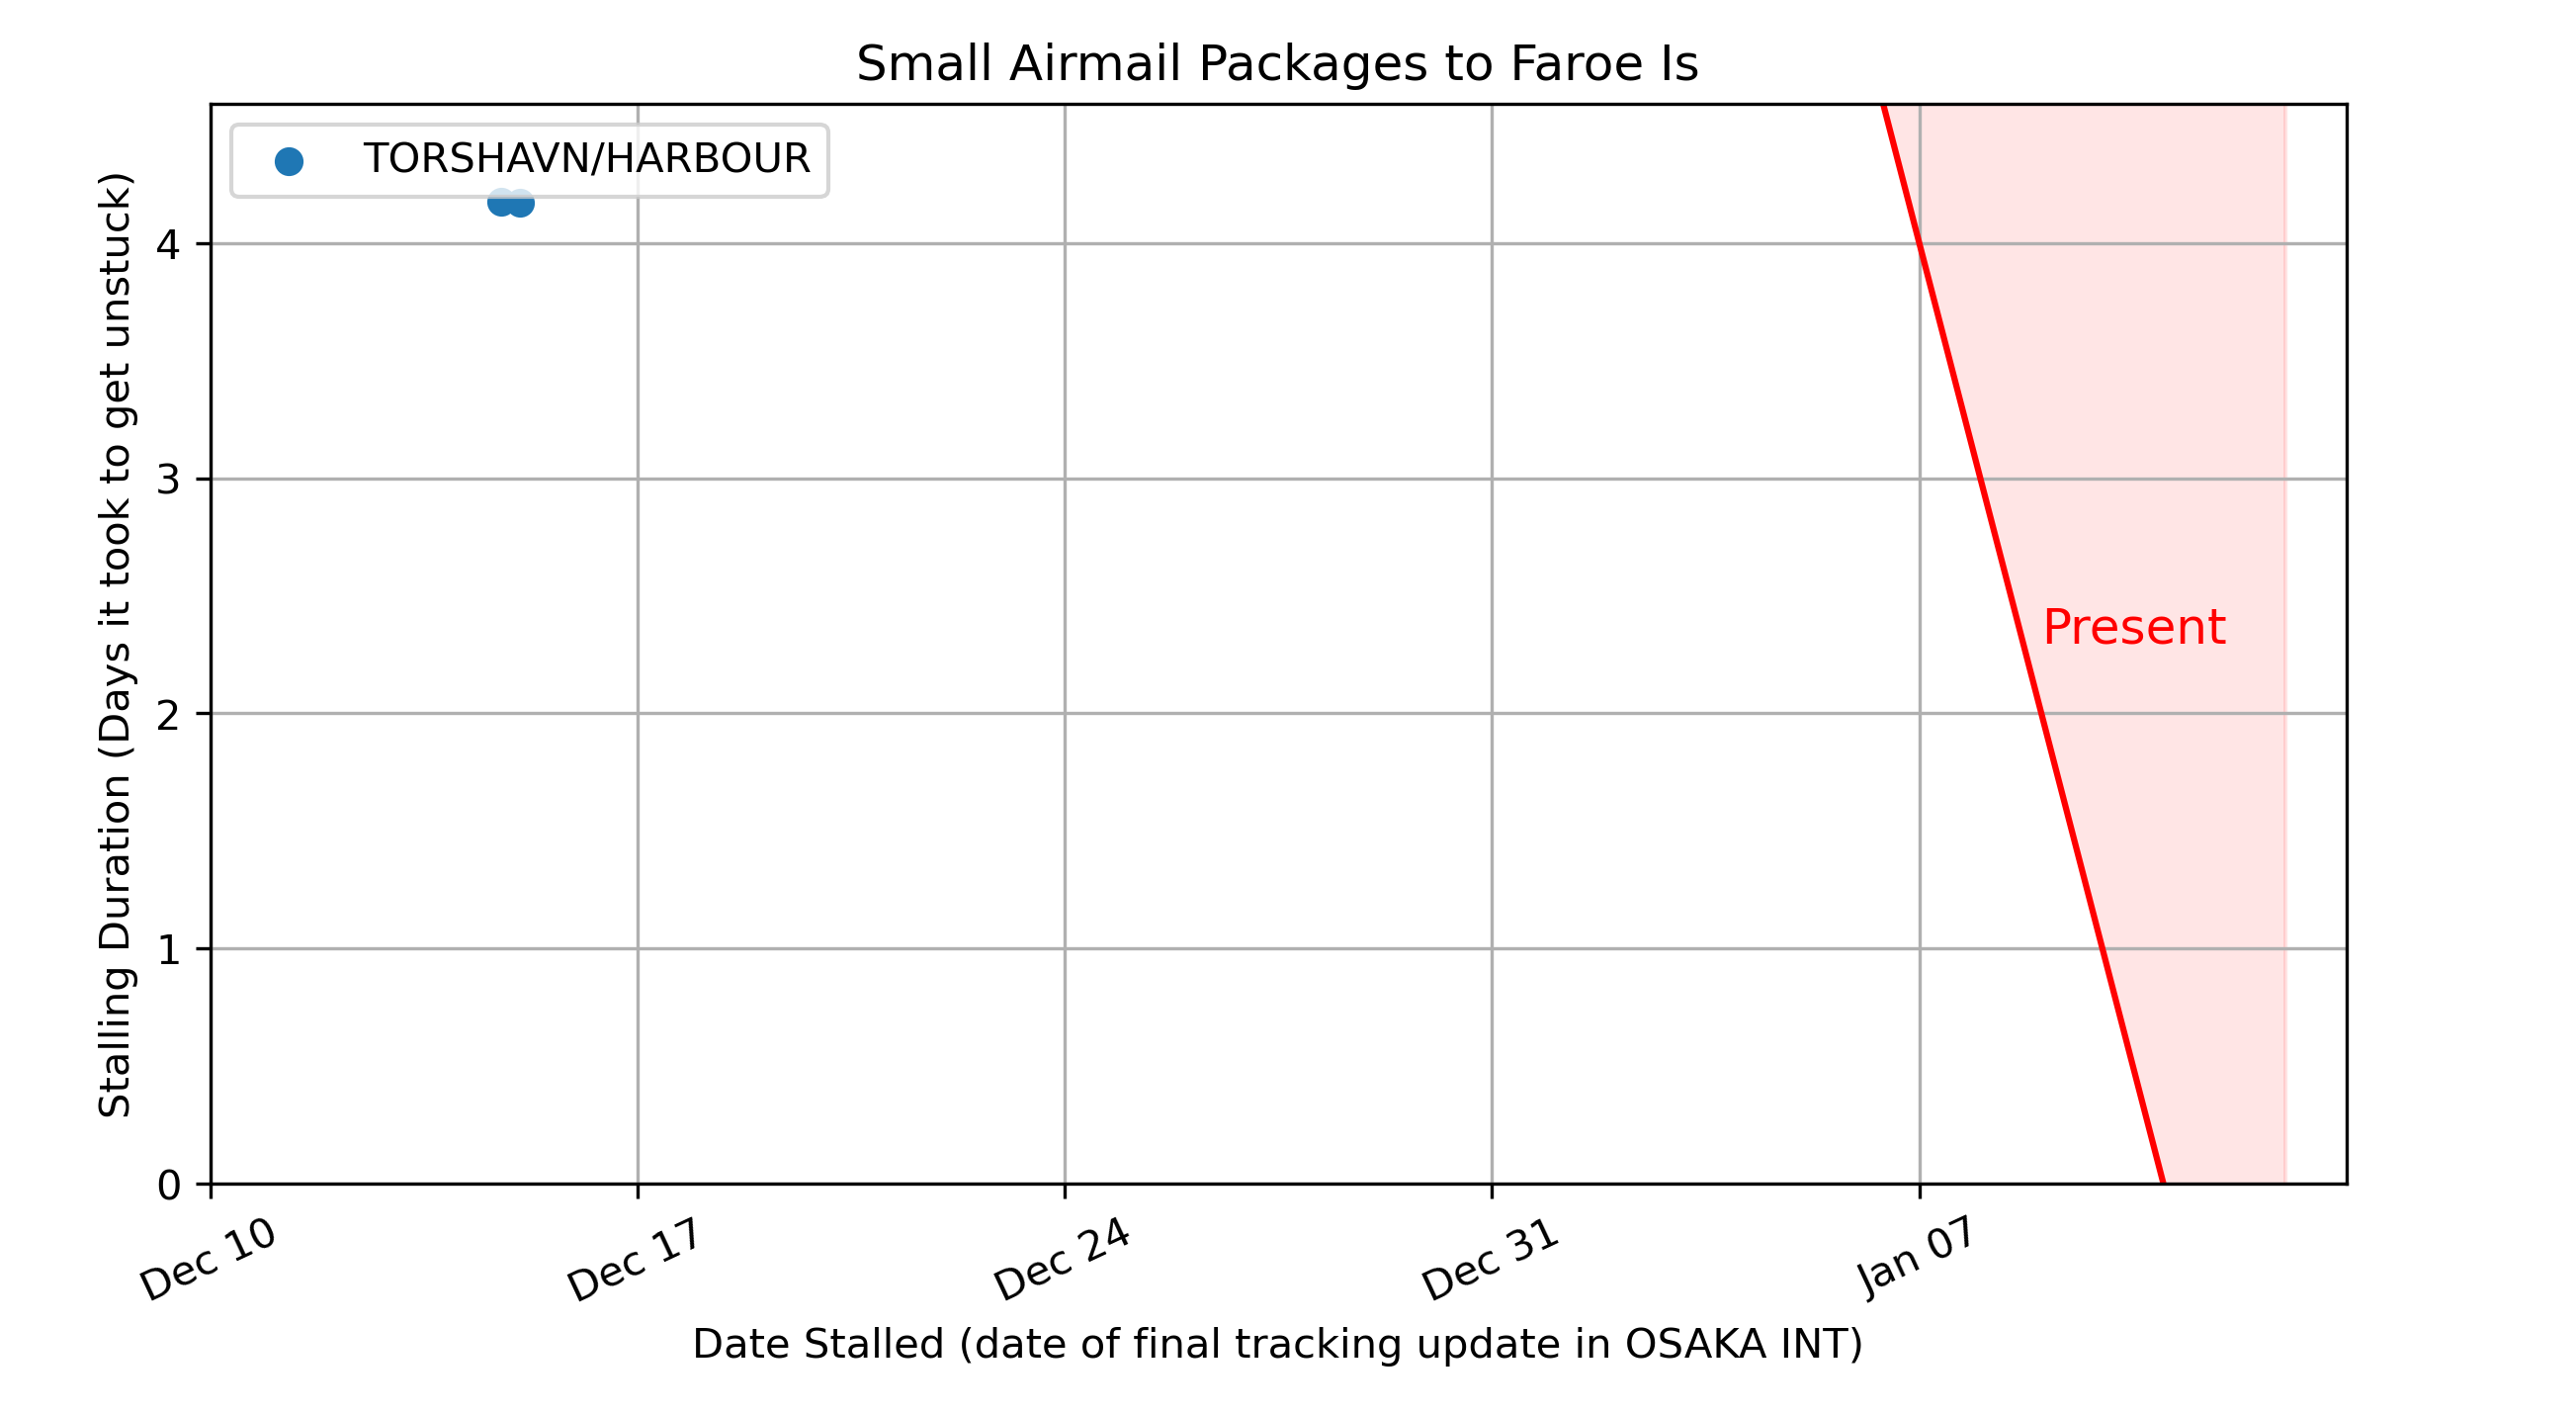 Small Airmail Packages to Faroe Is
TORSHAVN/HARBOUR
Stalling Duration (Days it took to get unstuck)
4
3
2
1
0
Present
Dec 10
Dec 17
Dec 24
Dec 31
Jan 07
Date Stalled (date of final tracking update in OSAKA INT)